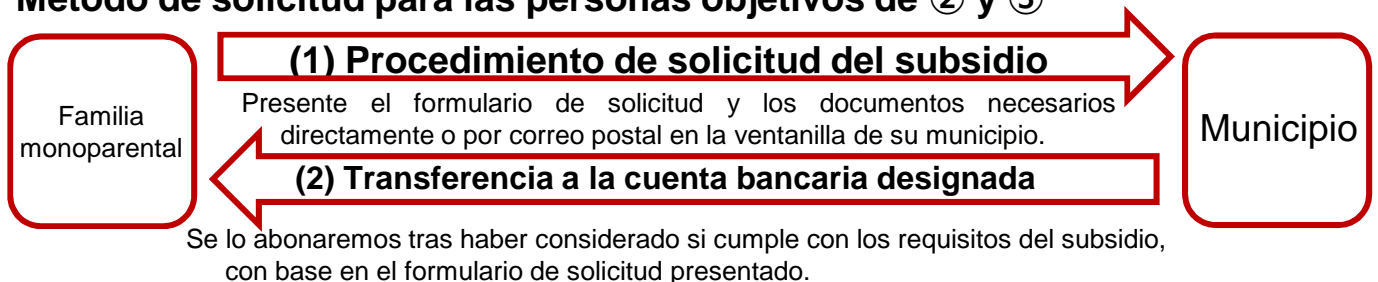 Método de solicitud para las personas objetivos de ② y ③
(1) Procedimiento de solicitud del subsidio
Presente el formulario de solicitud y los documentos necesarios
directamente o por correo postal en la ventanilla de su municipio.
Familia
monoparental
Municipio
(2) Transferencia a la cuenta bancaria designada
Se lo abonaremos tras haber considerado si cumple con los requisitos del subsidio,
con base en el formulario de solicitud presentado.